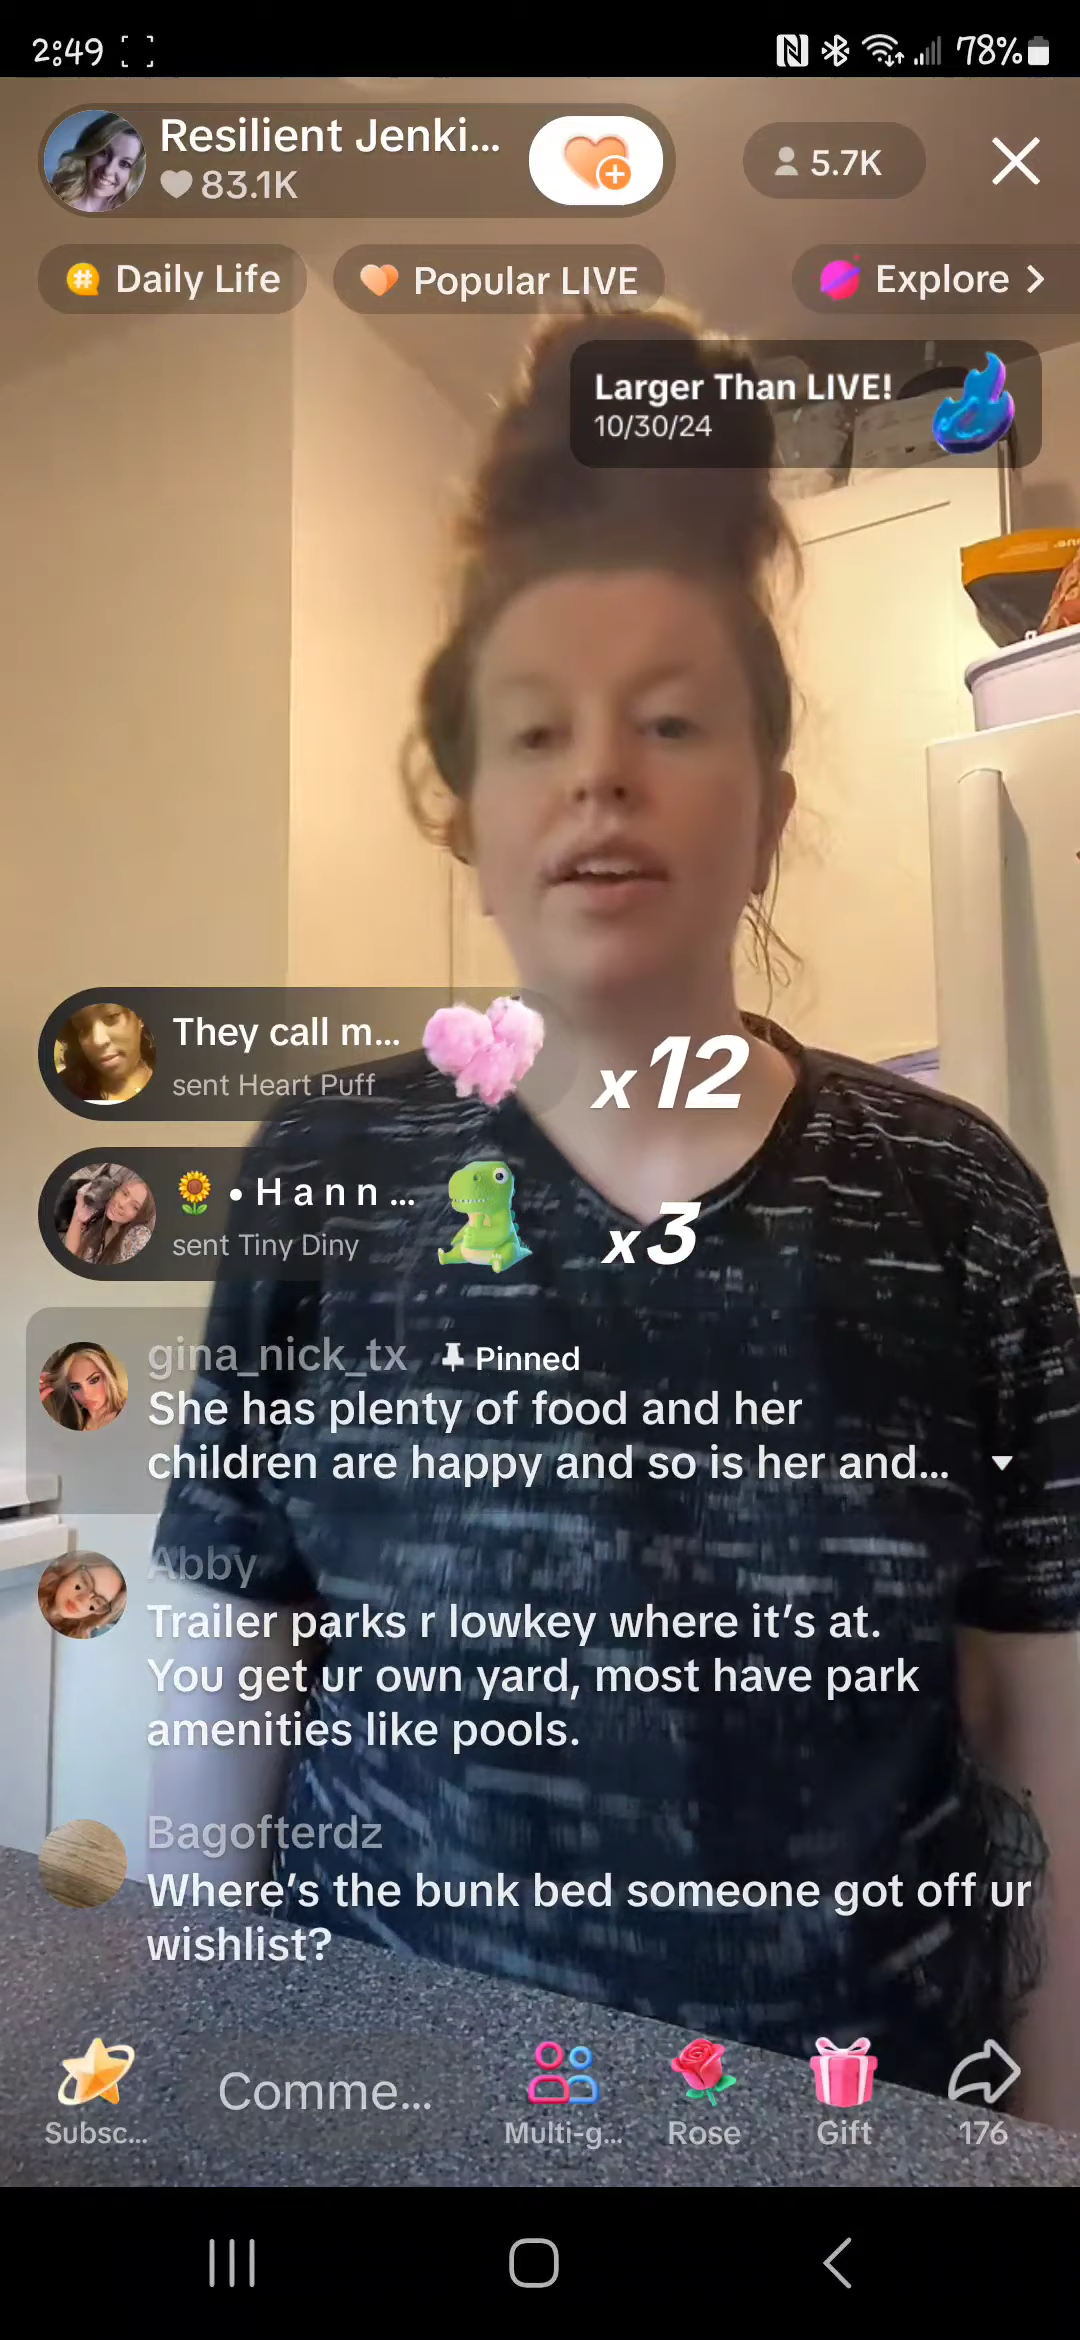 2:49
78%
Resilient Jenki...
83.1K
5.7K
Daily Life
Popular LIVE
Explore >
Larger Than LIVE!
10/30/24
They call m...
sent Heart Puff
x12
🌻 • H a n n ...
sent Tiny Diny
x3
gina_nick_tx Pinned
She has plenty of food and her
children are happy and so is her and...
Abby
Trailer parks r lowkey where it's at.
You get ur own yard, most have park
amenities like pools.
Bagofterdz
Where's the bunk bed someone got off ur
wishlist?
Comme...
Subsc...
Multi-g...
Rose
Gift
176